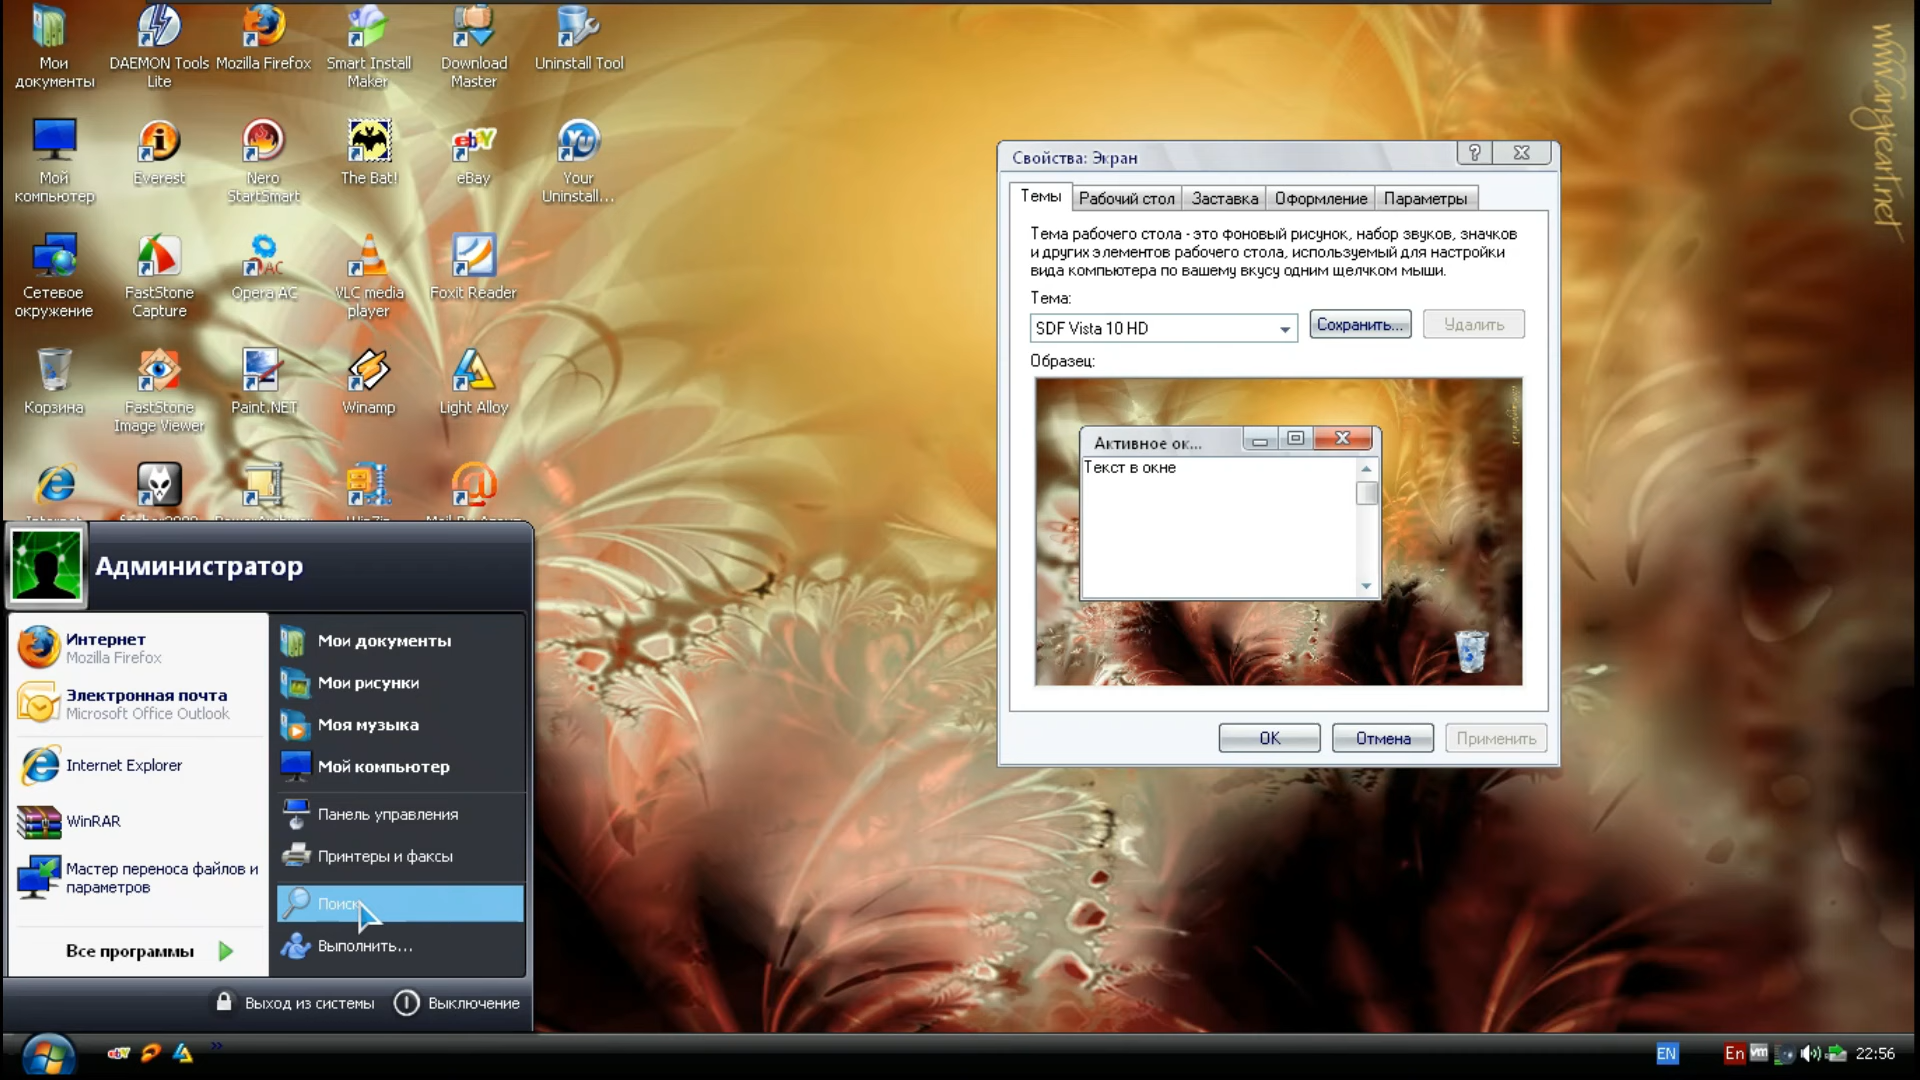 Мои документы
DAEMON Tools Lite
Mozilla Firefox
Smart Install Maker
Download Master
Uninstall Tool
Мой компьютер
Everest
Nero StartSmart
The Bat!
eBay
Your Uninstall...
Сетевое окружение
FastStone Capture
Opera AC
VLC media player
Foxit Reader
Корзина
FastStone Image Viewer
Paint.NET
Winamp
Light Alloy
www.angieart.net
Свойства: Экран
Темы
Рабочий стол
Заставка
Оформление
Параметры
Тема рабочего стола - это фоновый рисунок, набор звуков, значков
и других элементов рабочего стола, используемый для настройки
вида компьютера по вашему вкусу одним щелчком мыши.
Тема:
SDF Vista 10 HD
Сохранить...
Удалить
Образец:
Активное ок...
Текст в окне
OK
Отмена
Применить
Администратор
Интернет
Mozilla Firefox
Электронная почта
Microsoft Office Outlook
Internet Explorer
WinRAR
Мастер переноса файлов и
параметров
Все программы
Мои документы
Мои рисунки
Моя музыка
Мой компьютер
Панель управления
Принтеры и факсы
Поиск
Выполнить...
Выход из системы
Выключение
EN
En
22:56